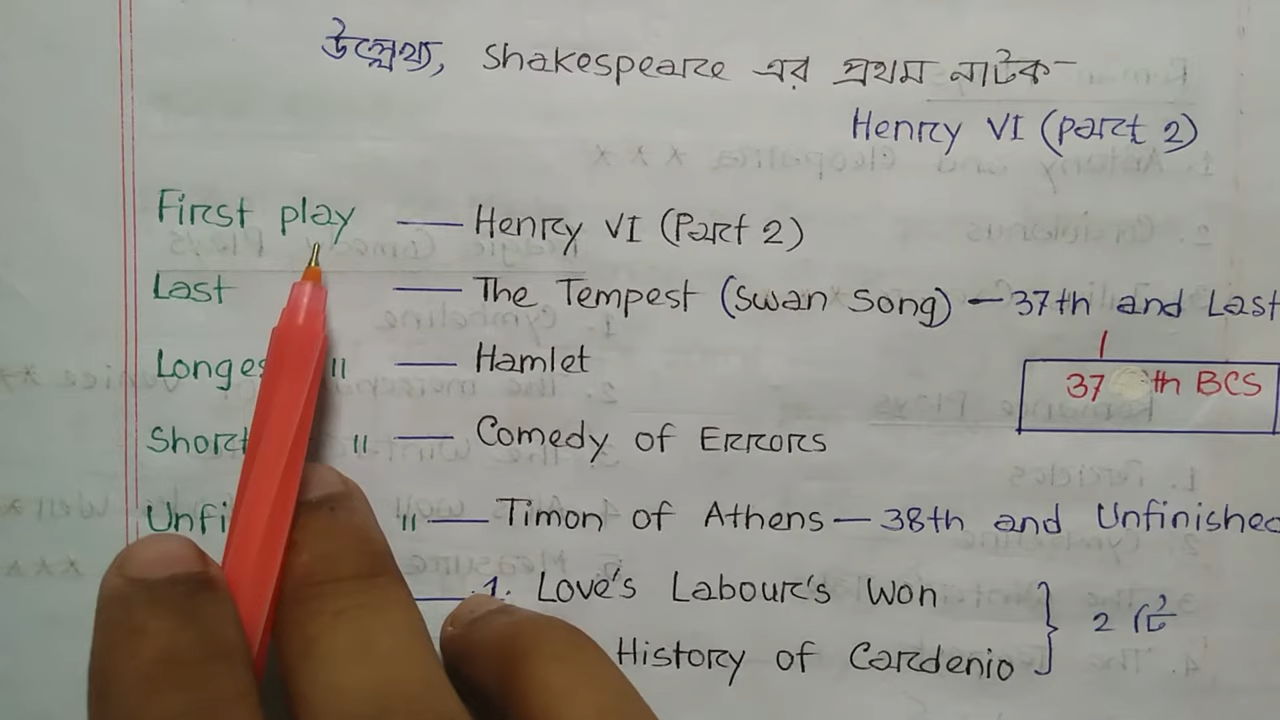 উল্লেখ্য, Shakespeare এর প্রথম নাটক-
Henry VI (Part 2)
First play — Henry VI (Part 2)
Last — The Tempest (Swan Song) — 37th and Last
Longes " — Hamlet
37 th BCS
Short " — Comedy of Errors
Unfi " — Timon of Athens — 38th and Unfinished
1. Love's Labour's Won
2 টি
History of Cardenio